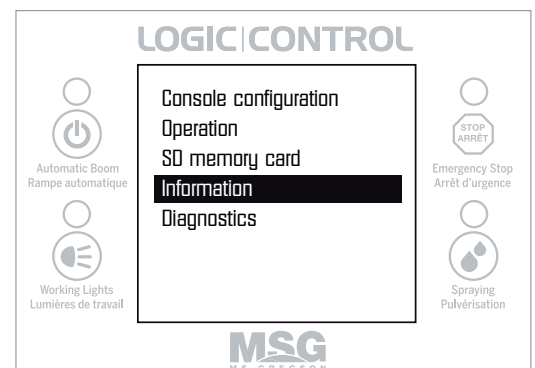 LOGIC|CONTROL
Automatic Boom
Rampe automatique
Working Lights
Lumières de travail
Console configuration
Operation
SD memory card
Information
Diagnostics
STOP
ARRÊT
Emergency Stop
Arrêt d'urgence
Spraying
Pulvérisation
MSG